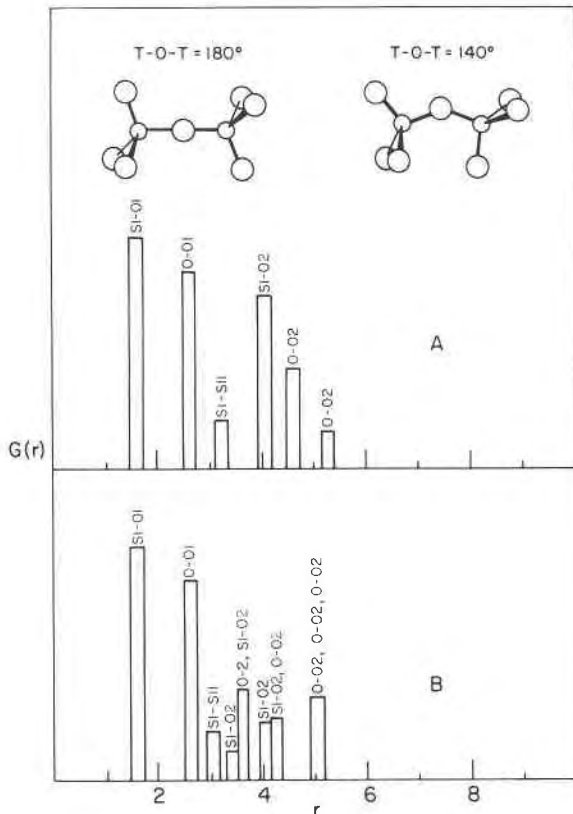 T-O-T = 180°
T-O-T = 140°
SI-OI
O-OI
SI-SII
SI-O2
O-O2
O-O2
A
G(r)
SI-OI
O-OI
SI-SII
SI-O2
O-2, SI-O2
SI-O2
SI-O2, O-O2
O-O2, O-O2, O-O2
B
2
4
6
8
r